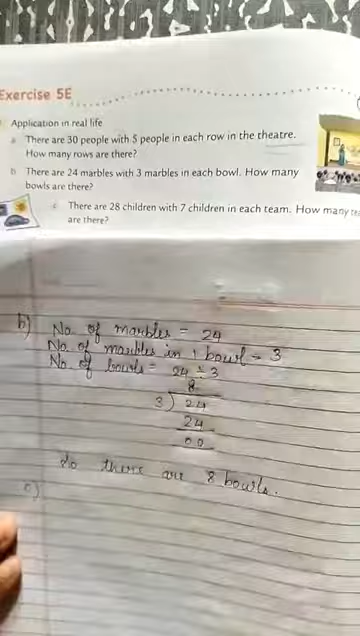 Exercise 5E
Application in real life
a There are 30 people with 5 people in each row in the theatre.
How many rows are there?
b There are 24 marbles with 3 marbles in each bowl. How many
bowls are there?
c There are 28 children with 7 children in each team. How many
are there?
b) No. of marbles = 24
No. of marbles in 1 bowl = 3
No. of bowls = 24 ÷ 3
8
3) 24
24
00
So there are 8 bowls.
c)